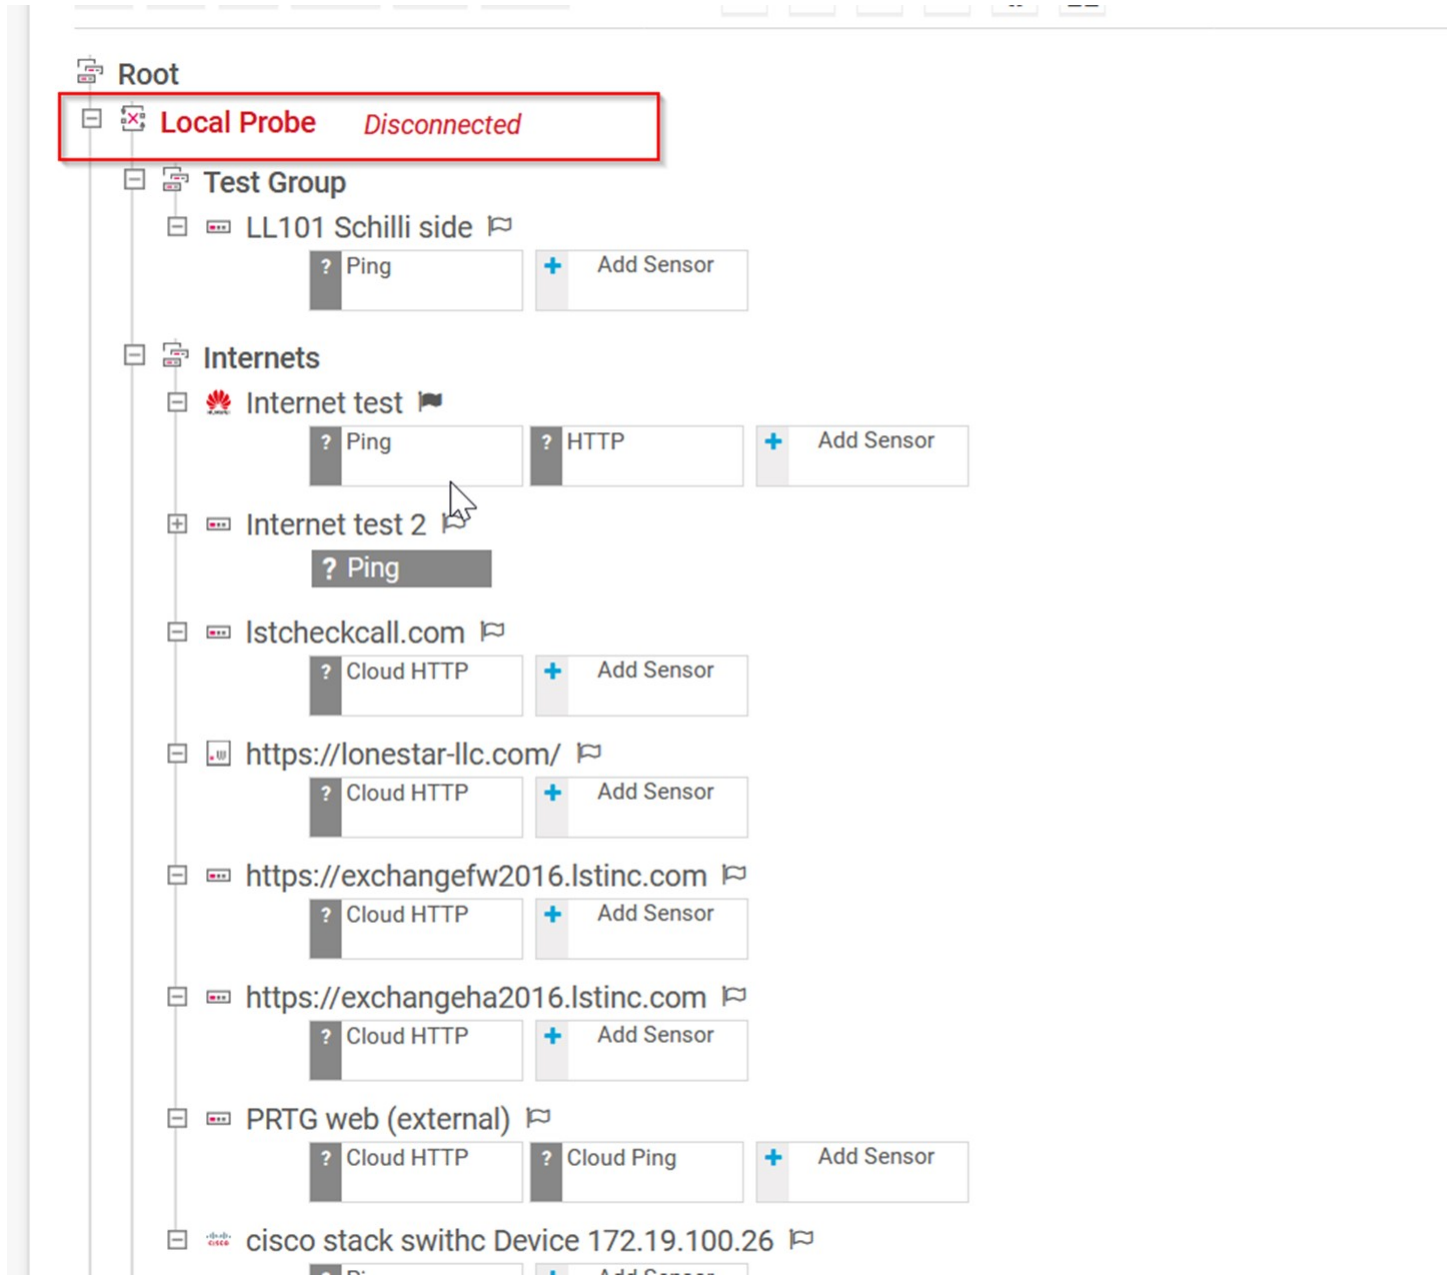 Root
Local Probe Disconnected
Test Group
LL101 Schilli side
? Ping + Add Sensor
Internets
Internet test
? Ping ? HTTP + Add Sensor
Internet test 2
? Ping
lstcheckcall.com
? Cloud HTTP + Add Sensor
https://lonestar-llc.com/
? Cloud HTTP + Add Sensor
https://exchangefw2016.lstinc.com
? Cloud HTTP + Add Sensor
https://exchangeha2016.lstinc.com
? Cloud HTTP + Add Sensor
PRTG web (external)
? Cloud HTTP ? Cloud Ping + Add Sensor
cisco stack swithc Device 172.19.100.26
Add Sensor